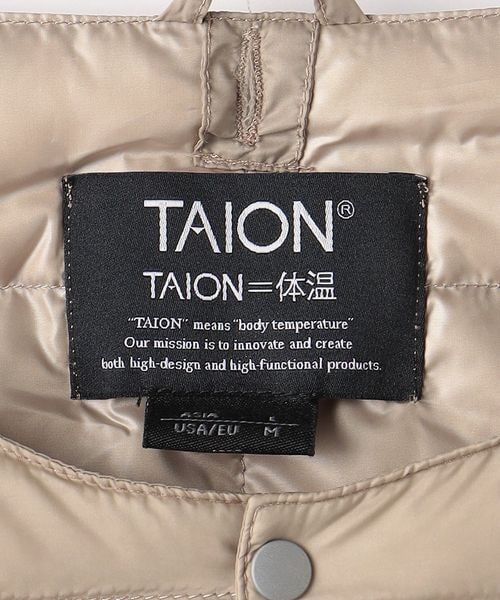 TAION®
TAION=体温
“TAION” means “body temperature”
Our mission is to innovate and create
both high-design and high-functional products.
ASIA L
USA/EU M